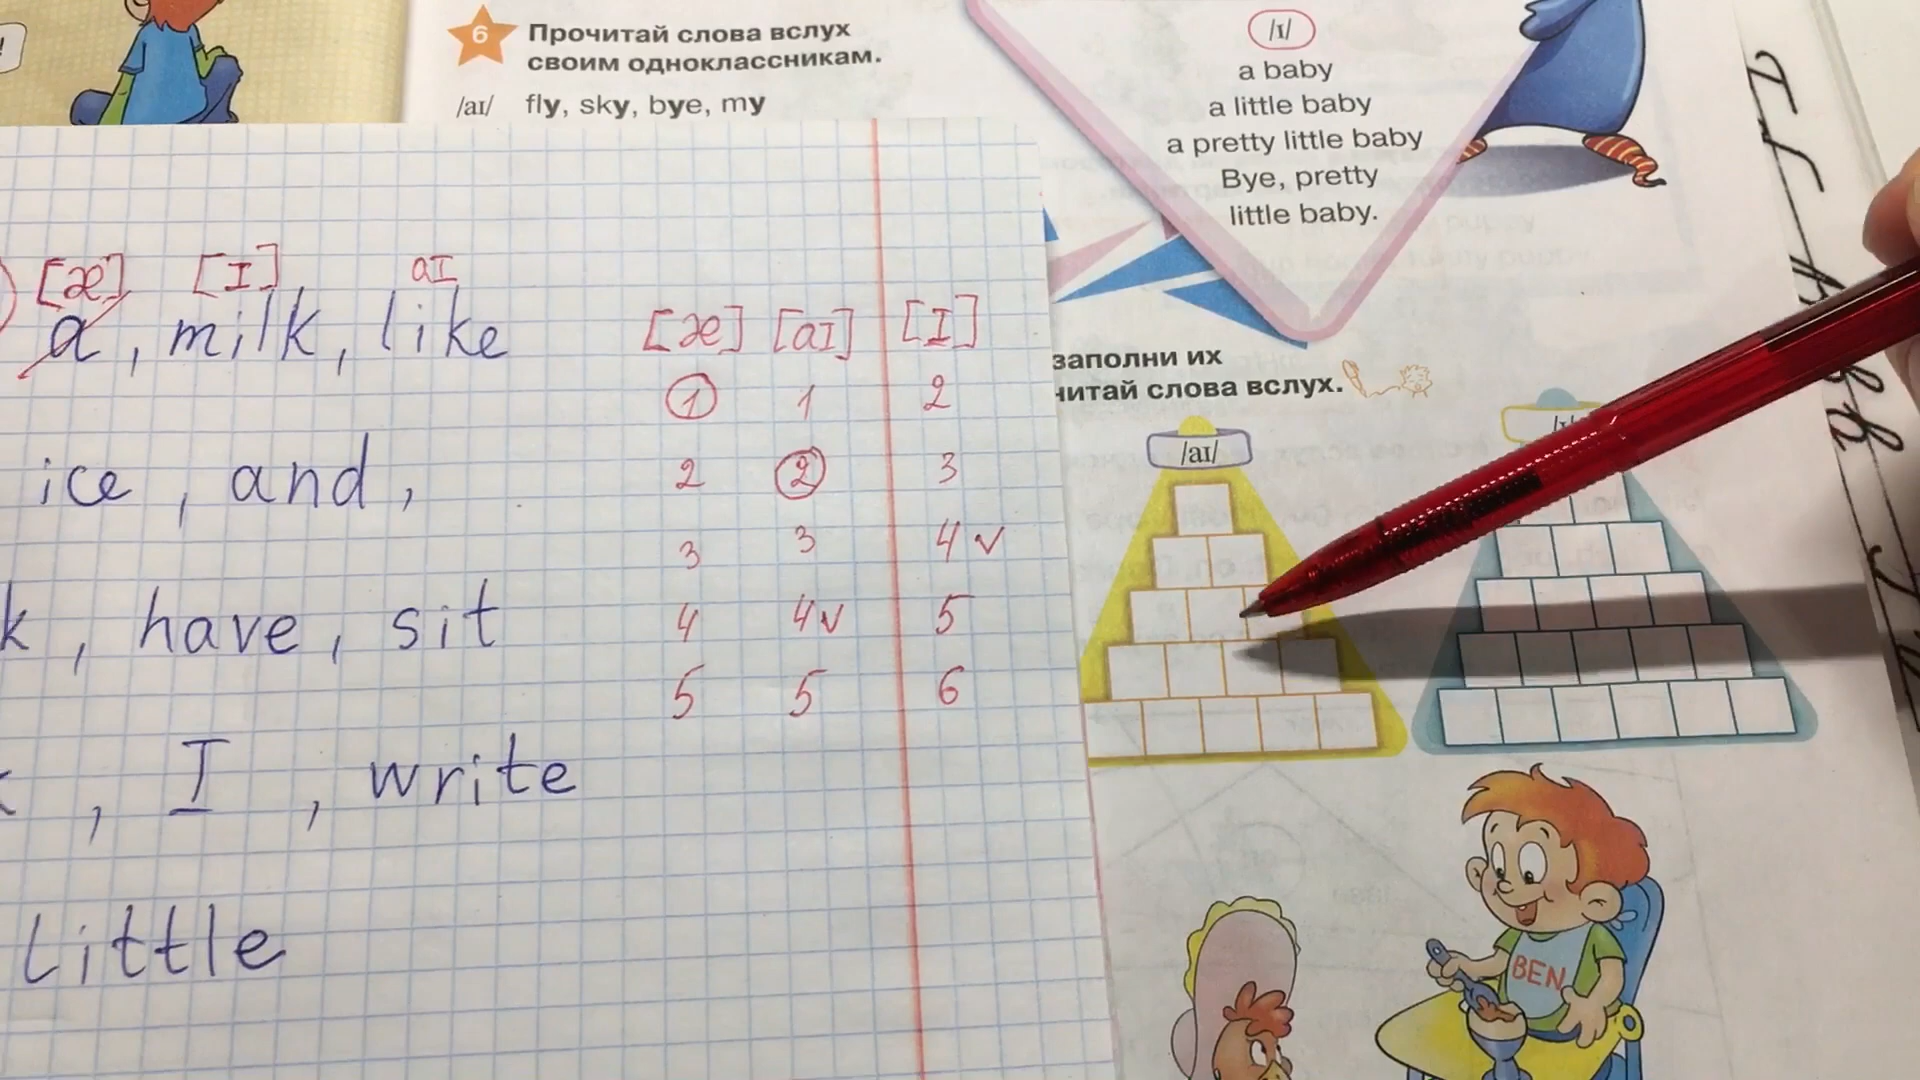 !
6 Прочитай слова вслух
своим одноклассникам.
/aɪ/ fly, sky, bye, my
/ɪ/
a baby
a little baby
a pretty little baby
Bye, pretty
little baby.
[æ] [I] aI
a, milk, like
ice, and,
k, have, sit
, I, write
little
[æ] [aI] [I]
1 1 2
2 2 3
3 3 4 ✓
4 4 ✓ 5
5 5 6
заполни их
читай слова вслух.
/aɪ/
BEN